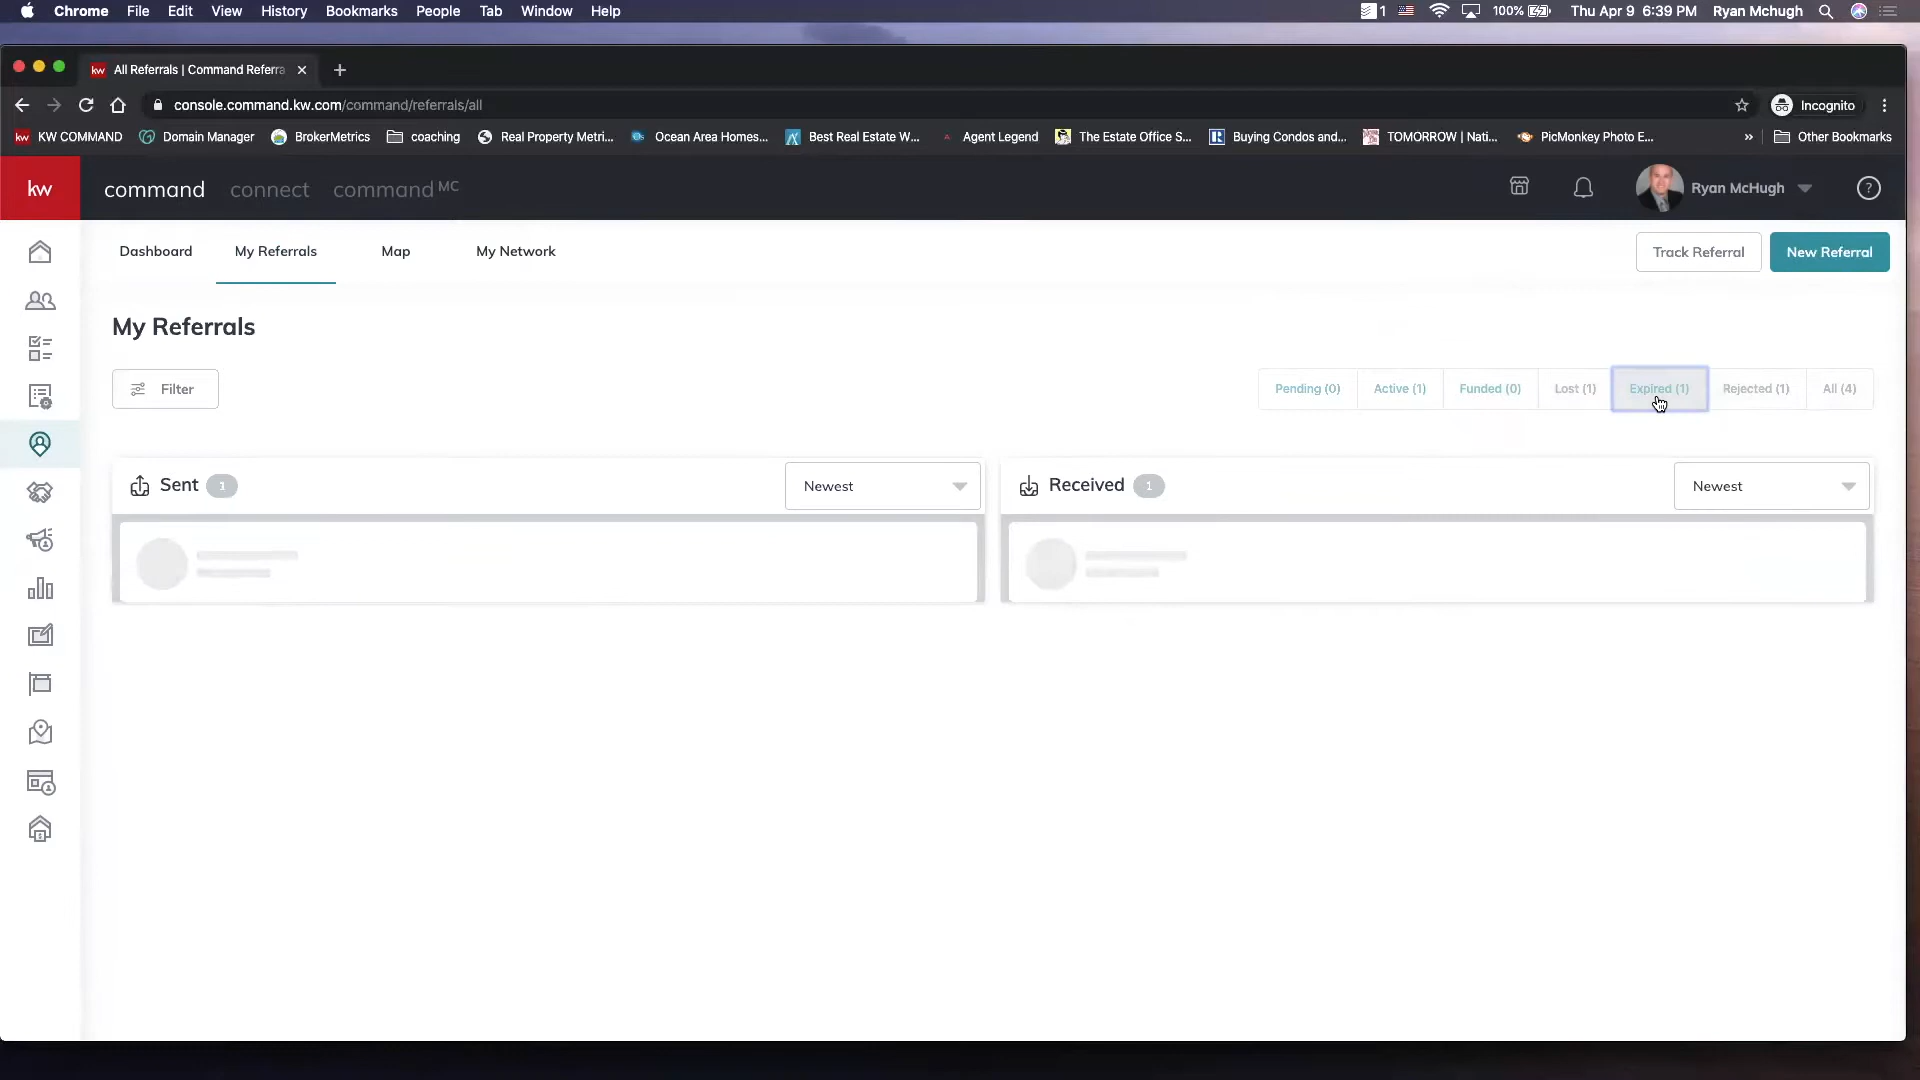 Chrome File Edit View History Bookmarks People Tab Window Help 1 100% Thu Apr 9 6:39 PM Ryan Mchugh
kw All Referrals | Command Referra
console.command.kw.com/command/referrals/all Incognito
kw KW COMMAND Domain Manager BrokerMetrics coaching Real Property Metri... Ocean Area Homes... Best Real Estate W... Agent Legend The Estate Office S... Buying Condos and... TOMORROW | Nati... PicMonkey Photo E... » Other Bookmarks
kw command connect command MC Ryan McHugh ?
Dashboard My Referrals Map My Network Track Referral New Referral
My Referrals
Filter Pending (0) Active (1) Funded (0) Lost (1) Expired (1) Rejected (1) All (4)
Sent 1 Newest Received 1 Newest